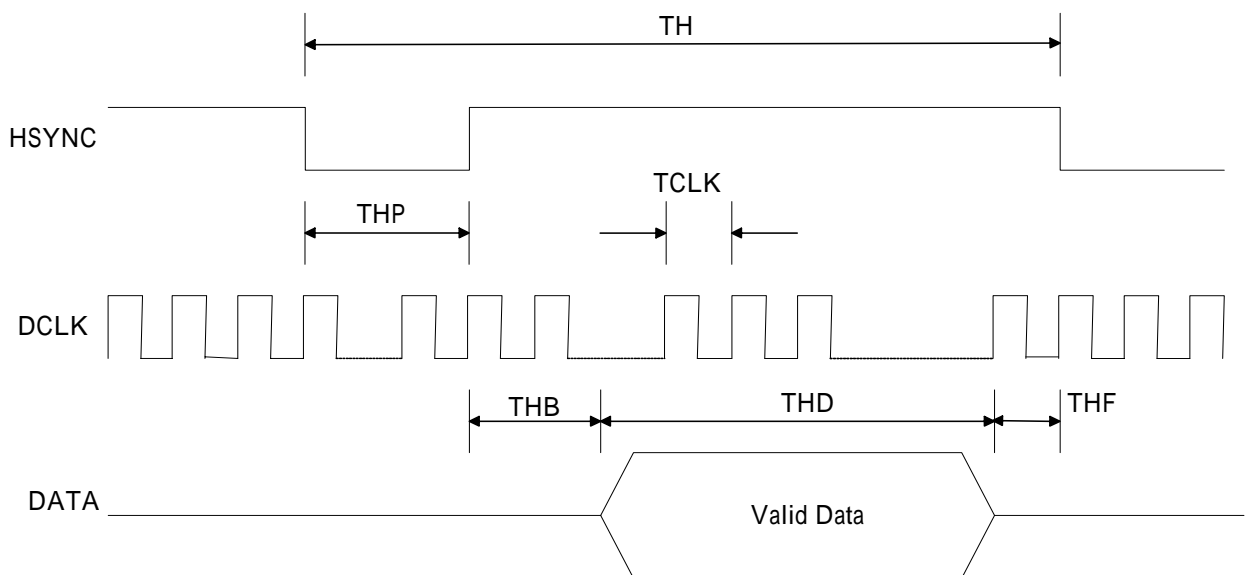 TH
HSYNC
TCLK
THP
DCLK
THB
THD
THF
DATA
Valid Data